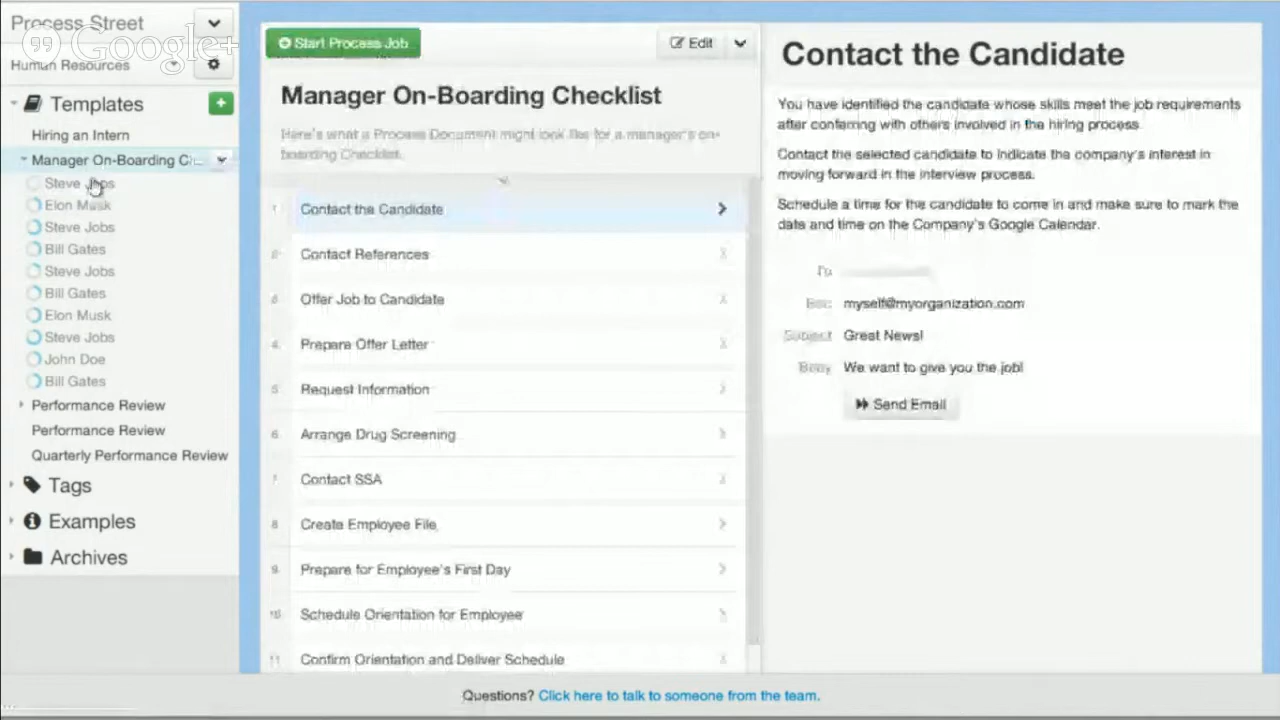 Process Street
Google+
Human Resources
Templates
Hiring an Intern
Manager On-Boarding C...
Steve Jobs
Elon Musk
Steve Jobs
Bill Gates
Steve Jobs
Bill Gates
Elon Musk
Steve Jobs
John Doe
Bill Gates
Performance Review
Performance Review
Quarterly Performance Review
Tags
Examples
Archives
Start Process Job
Edit
Manager On-Boarding Checklist
Here's what a Process Document might look like for a manager's on-
boarding Checklist.
1 Contact the Candidate
2 Contact References
3 Offer Job to Candidate
4 Prepare Offer Letter
5 Request Information
6 Arrange Drug Screening
7 Contact SSA
8 Create Employee File
9 Prepare for Employee's First Day
10 Schedule Orientation for Employee
11 Confirm Orientation and Deliver Schedule
Contact the Candidate
You have identified the candidate whose skills meet the job requirements
after conferring with others involved in the hiring process.
Contact the selected candidate to indicate the company's interest in
moving forward in the interview process.
Schedule a time for the candidate to come in and make sure to mark the
date and time on the Company's Google Calendar.
To
Bcc: myself@myorganization.com
Subject Great News!
Body We want to give you the job!
Send Email
Questions? Click here to talk to someone from the team.